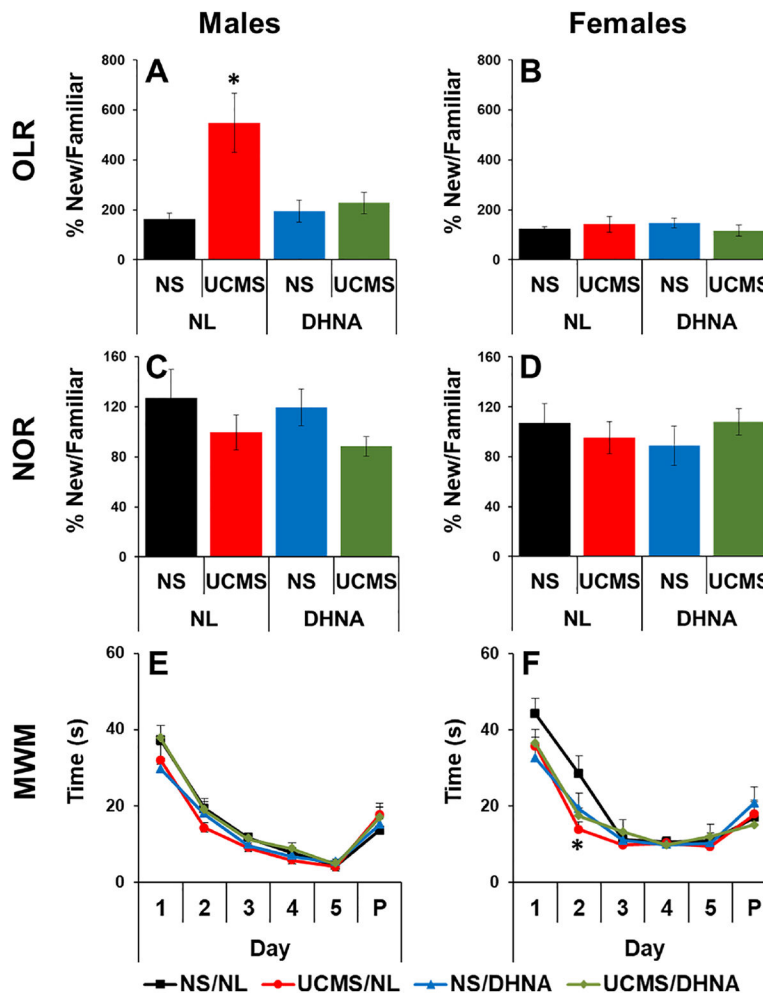 Males Females
OLR
A
*
% New/Familiar
800
600
400
200
0
NS UCMS NS UCMS
NL DHNA
B
% New/Familiar
800
600
400
200
0
NS UCMS NS UCMS
NL DHNA
NOR
C
% New/Familiar
160
120
80
40
0
NS UCMS NS UCMS
NL DHNA
D
% New/Familiar
160
120
80
40
0
NS UCMS NS UCMS
NL DHNA
MWM
E
Time (s)
60
40
20
0
1 2 3 4 5 P
Day
F
Time (s)
60
40
20
0
*
1 2 3 4 5 P
Day
NS/NL UCMS/NL NS/DHNA UCMS/DHNA